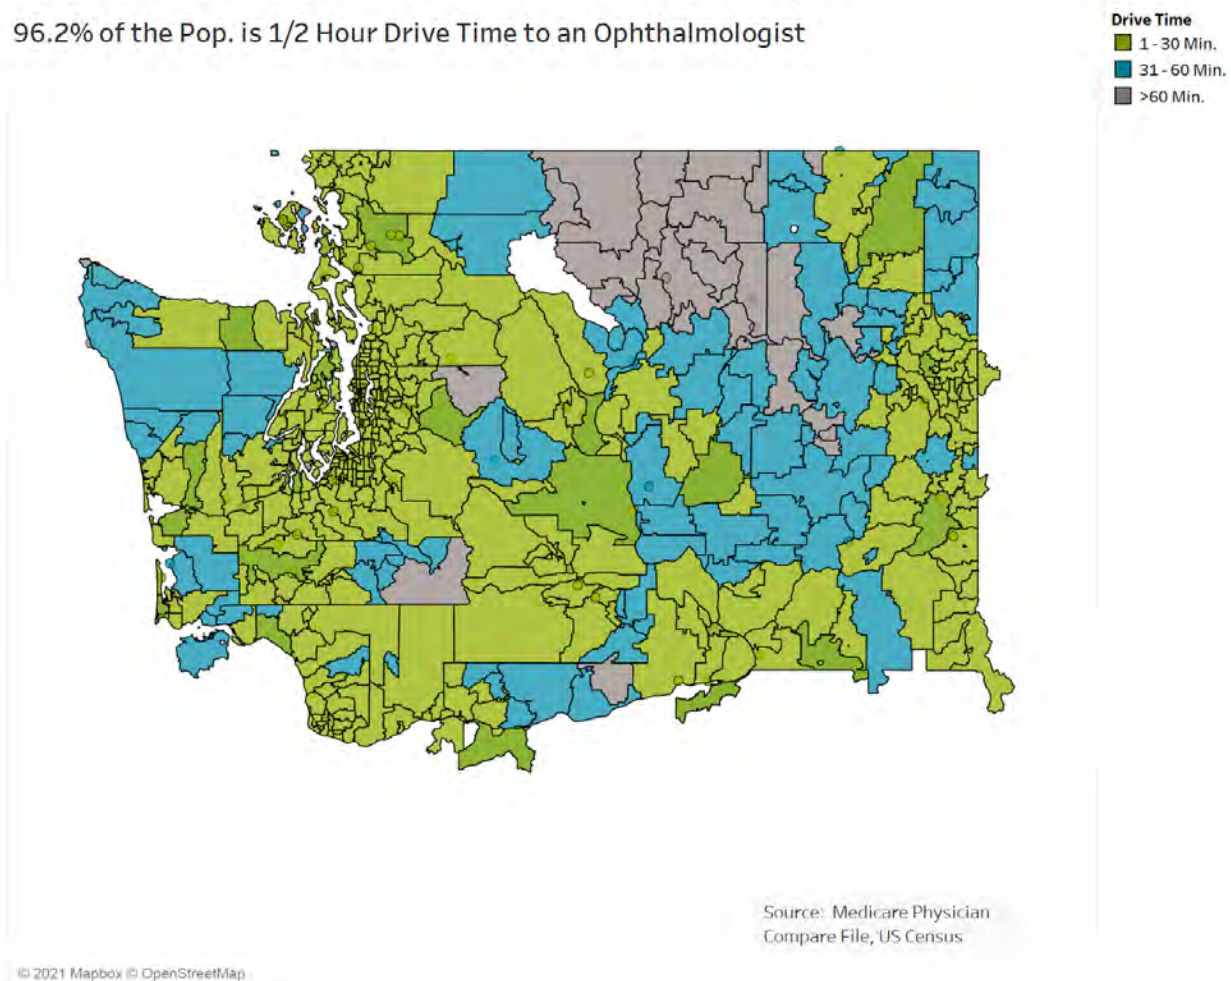 96.2% of the Pop. is 1/2 Hour Drive Time to an Ophthalmologist
Drive Time
1 - 30 Min.
31 - 60 Min.
>60 Min.
Source: Medicare Physician
Compare File, US Census
© 2021 Mapbox © OpenStreetMap